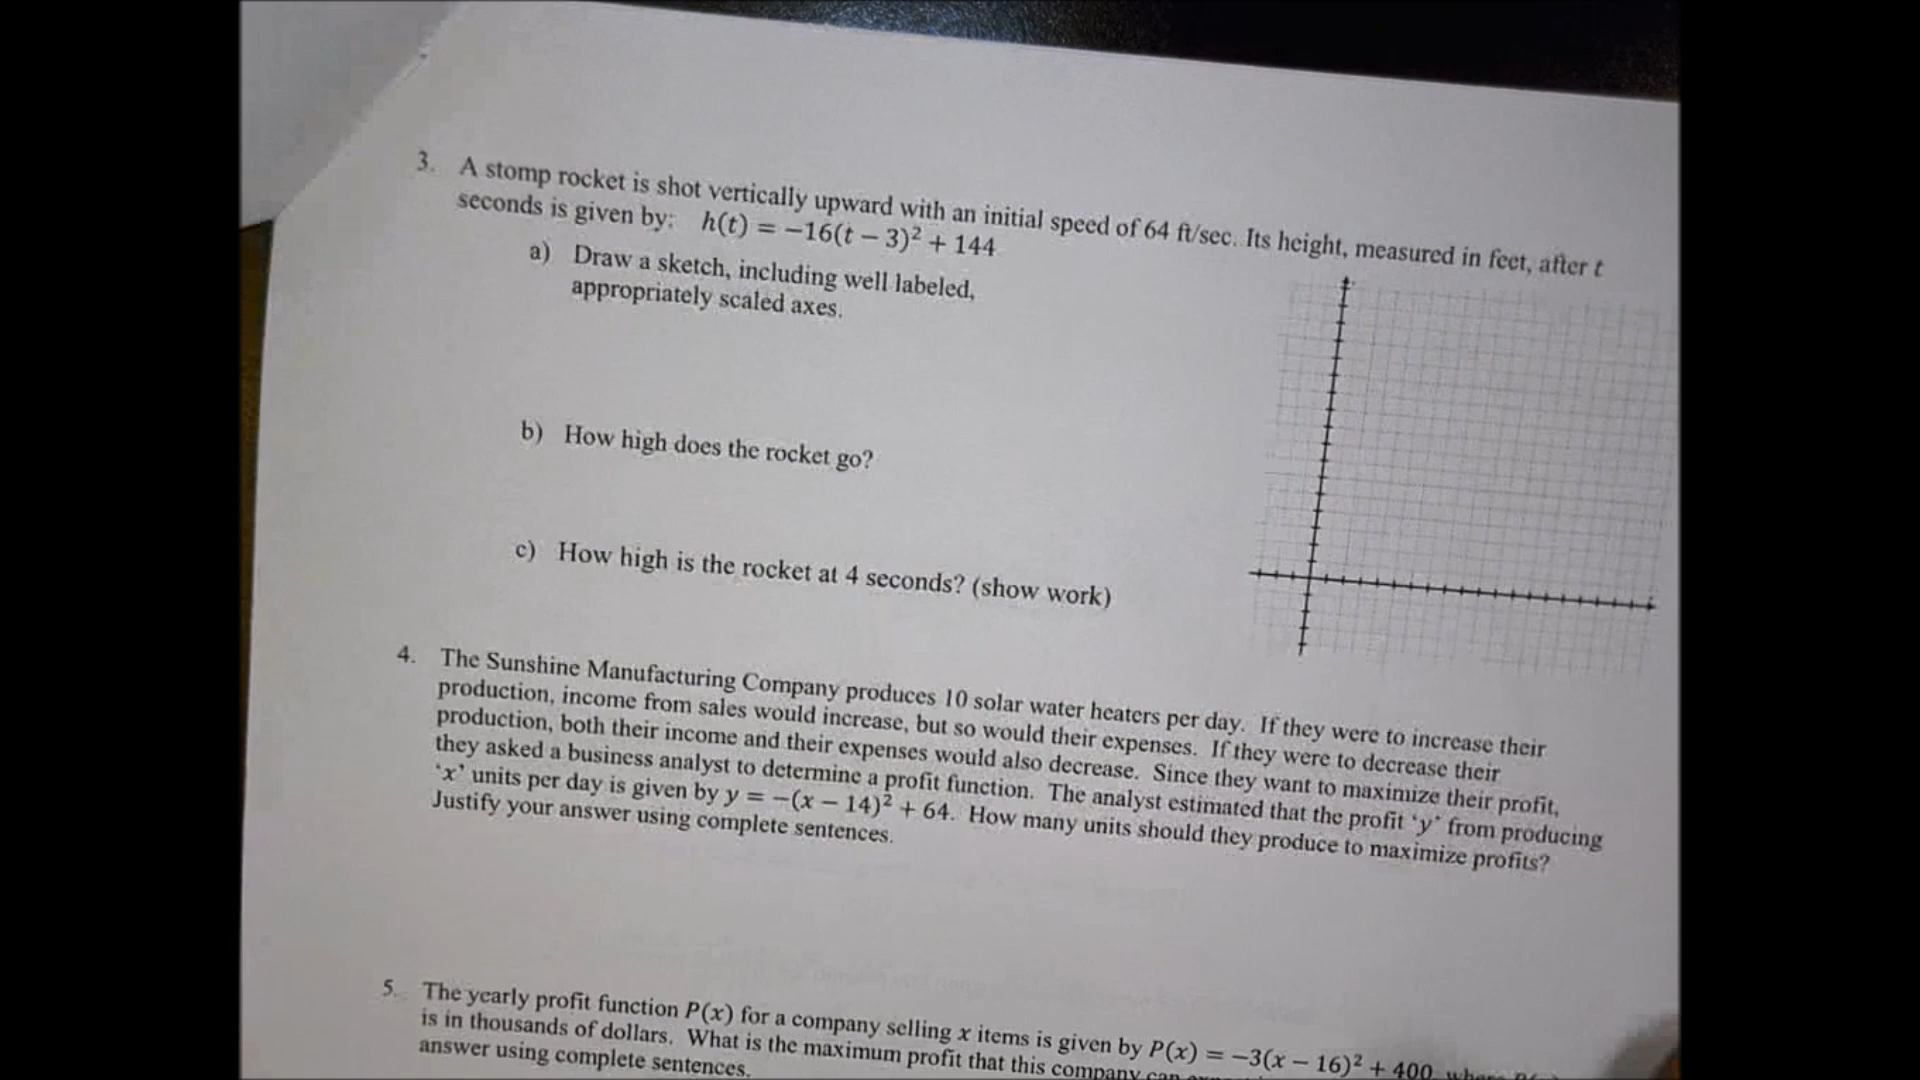 3. A stomp rocket is shot vertically upward with an initial speed of 64 ft/sec. Its height, measured in feet, after t
seconds is given by: h(t) = −16(t − 3)² + 144
a) Draw a sketch, including well labeled,
appropriately scaled axes.
b) How high does the rocket go?
c) How high is the rocket at 4 seconds? (show work)
4. The Sunshine Manufacturing Company produces 10 solar water heaters per day. If they were to increase their
production, income from sales would increase, but so would their expenses. If they were to decrease their
production, both their income and their expenses would also decrease. Since they want to maximize their profit,
they asked a business analyst to determine a profit function. The analyst estimated that the profit ‘y’ from producing
‘x’ units per day is given by y = −(x − 14)² + 64. How many units should they produce to maximize profits?
Justify your answer using complete sentences.
5. The yearly profit function P(x) for a company selling x items is given by P(x) = −3(x − 16)² + 400, where
is in thousands of dollars. What is the maximum profit that this company can
answer using complete sentences.